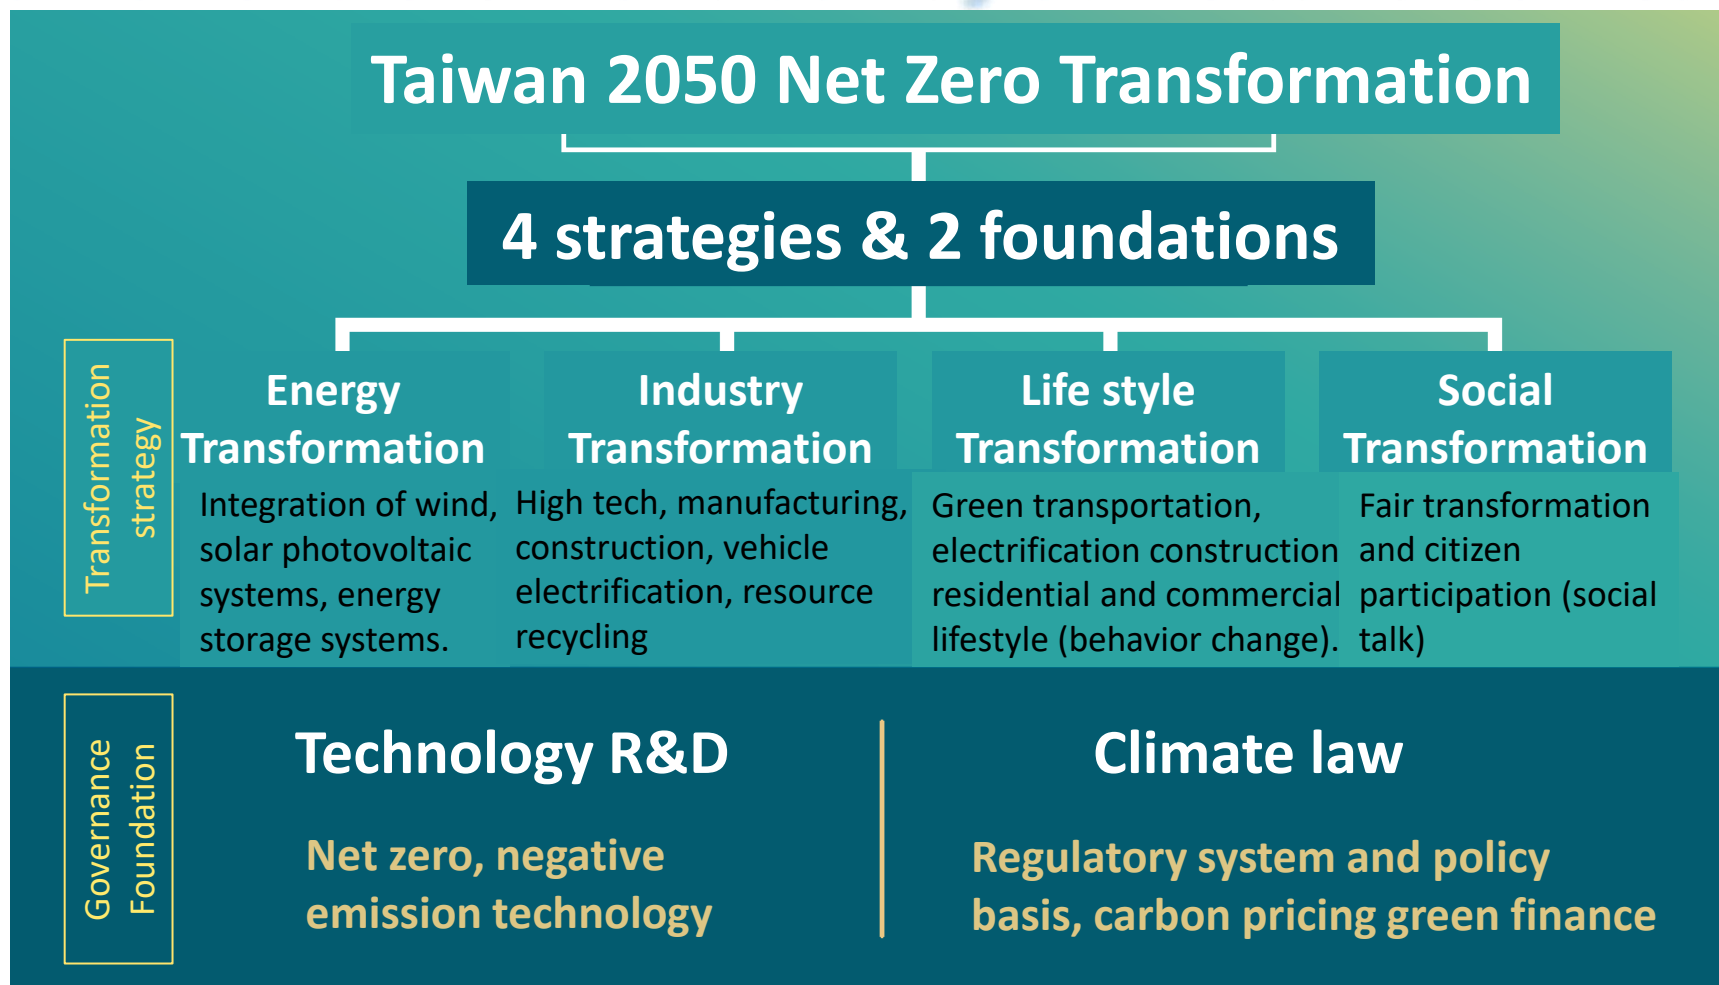 Taiwan 2050 Net Zero Transformation
4 strategies & 2 foundations
Transformation
strategy
Energy
Transformation
Integration of wind,
solar photovoltaic
systems, energy
storage systems.
Industry
Transformation
High tech, manufacturing,
construction, vehicle
electrification, resource
recycling
Life style
Transformation
Green transportation,
electrification construction
residential and commercial
lifestyle (behavior change).
Social
Transformation
Fair transformation
and citizen
participation (social
talk)
Governance
Foundation
Technology R&D
Net zero, negative
emission technology
Climate law
Regulatory system and policy
basis, carbon pricing green finance